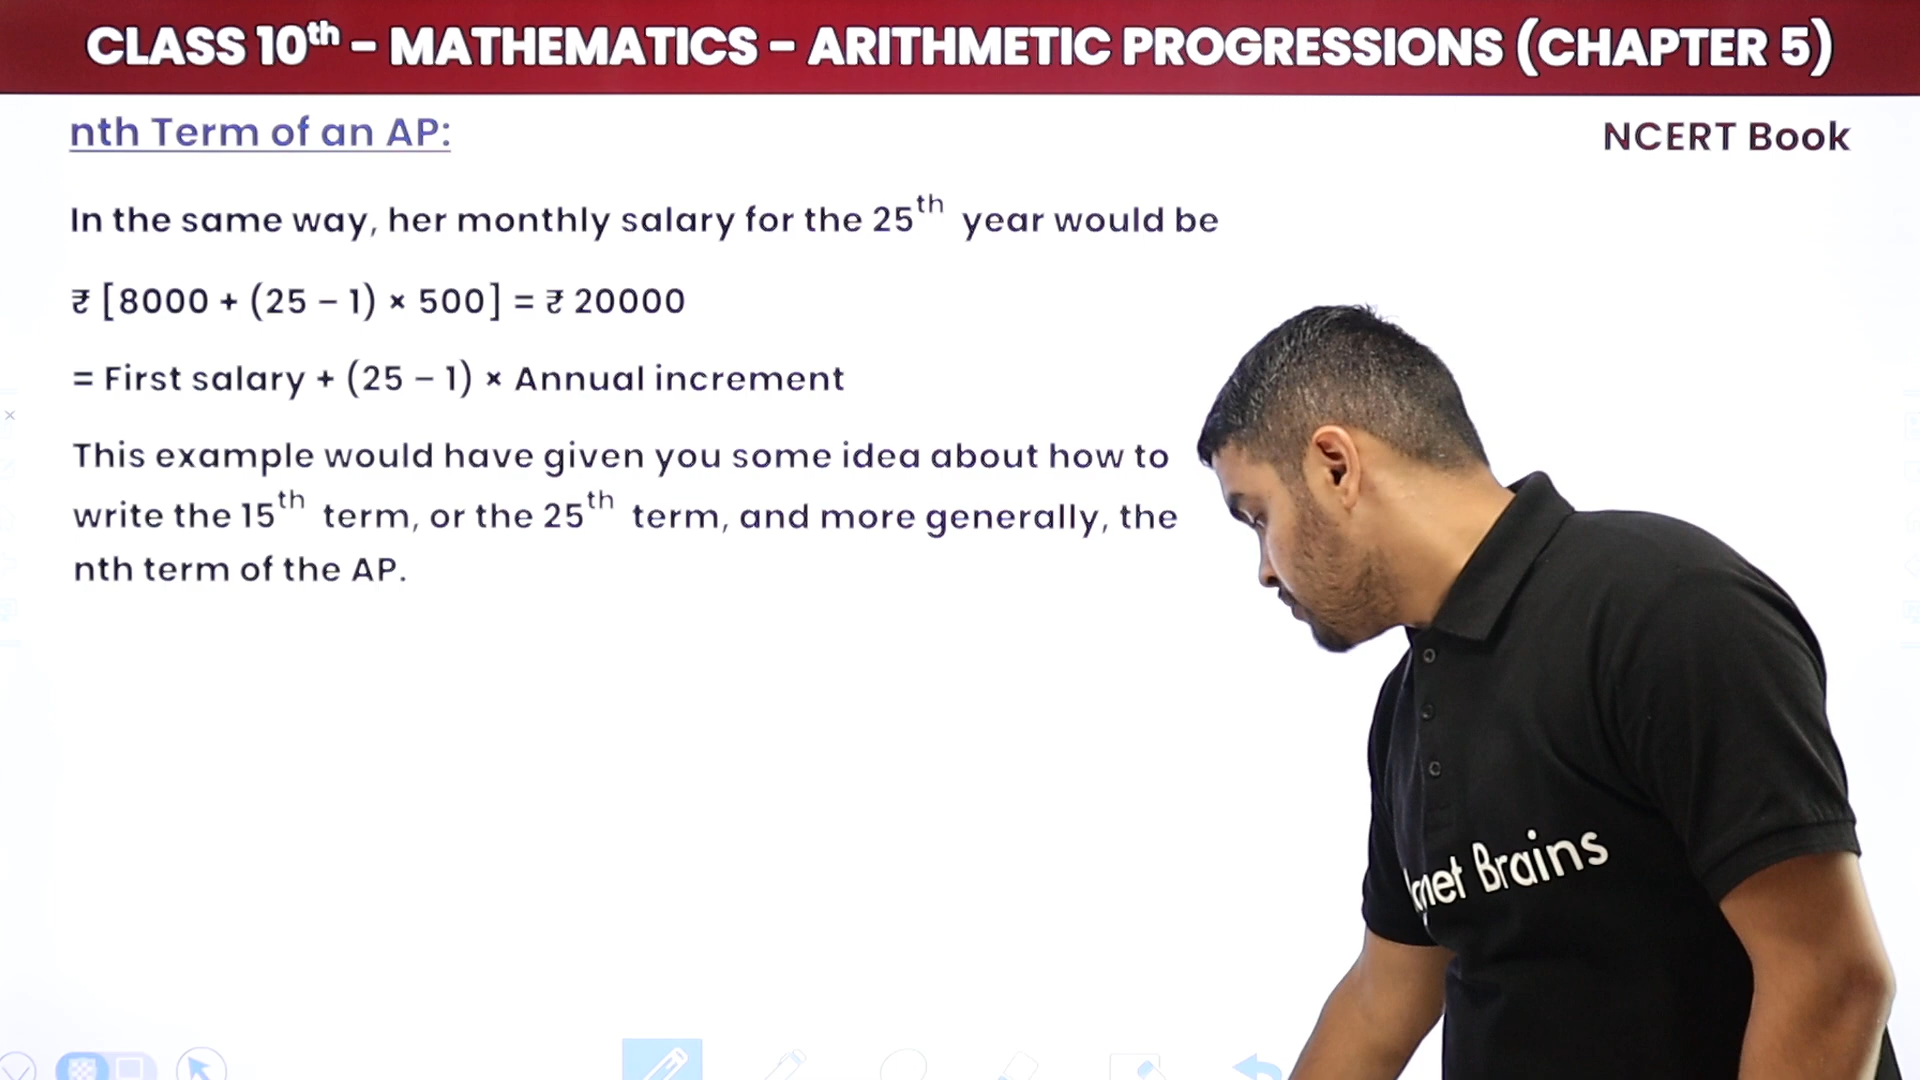 CLASS 10th – MATHEMATICS – ARITHMETIC PROGRESSIONS (CHAPTER 5)
nth Term of an AP:
NCERT Book
In the same way, her monthly salary for the 25th year would be
₹ [8000 + (25 – 1) × 500] = ₹ 20000
= First salary + (25 – 1) × Annual increment
This example would have given you some idea about how to
write the 15th term, or the 25th term, and more generally, the
nth term of the AP.
Brains